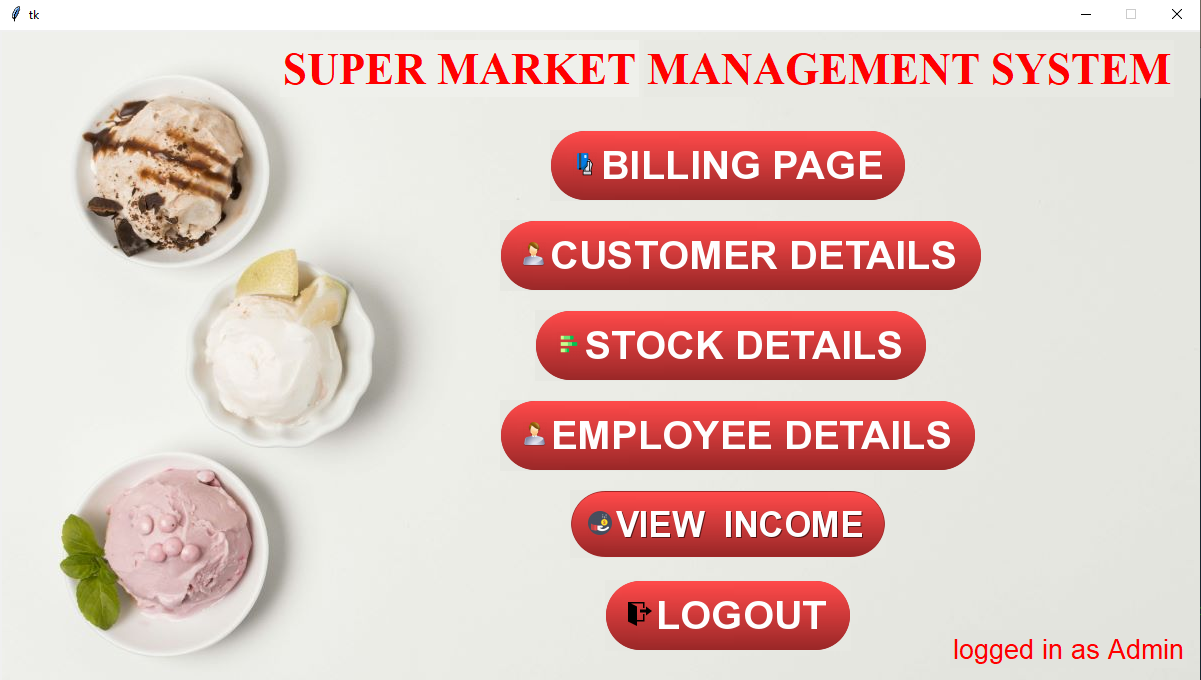 tk
SUPER MARKET MANAGEMENT SYSTEM
BILLING PAGE
CUSTOMER DETAILS
STOCK DETAILS
EMPLOYEE DETAILS
VIEW INCOME
LOGOUT
logged in as Admin